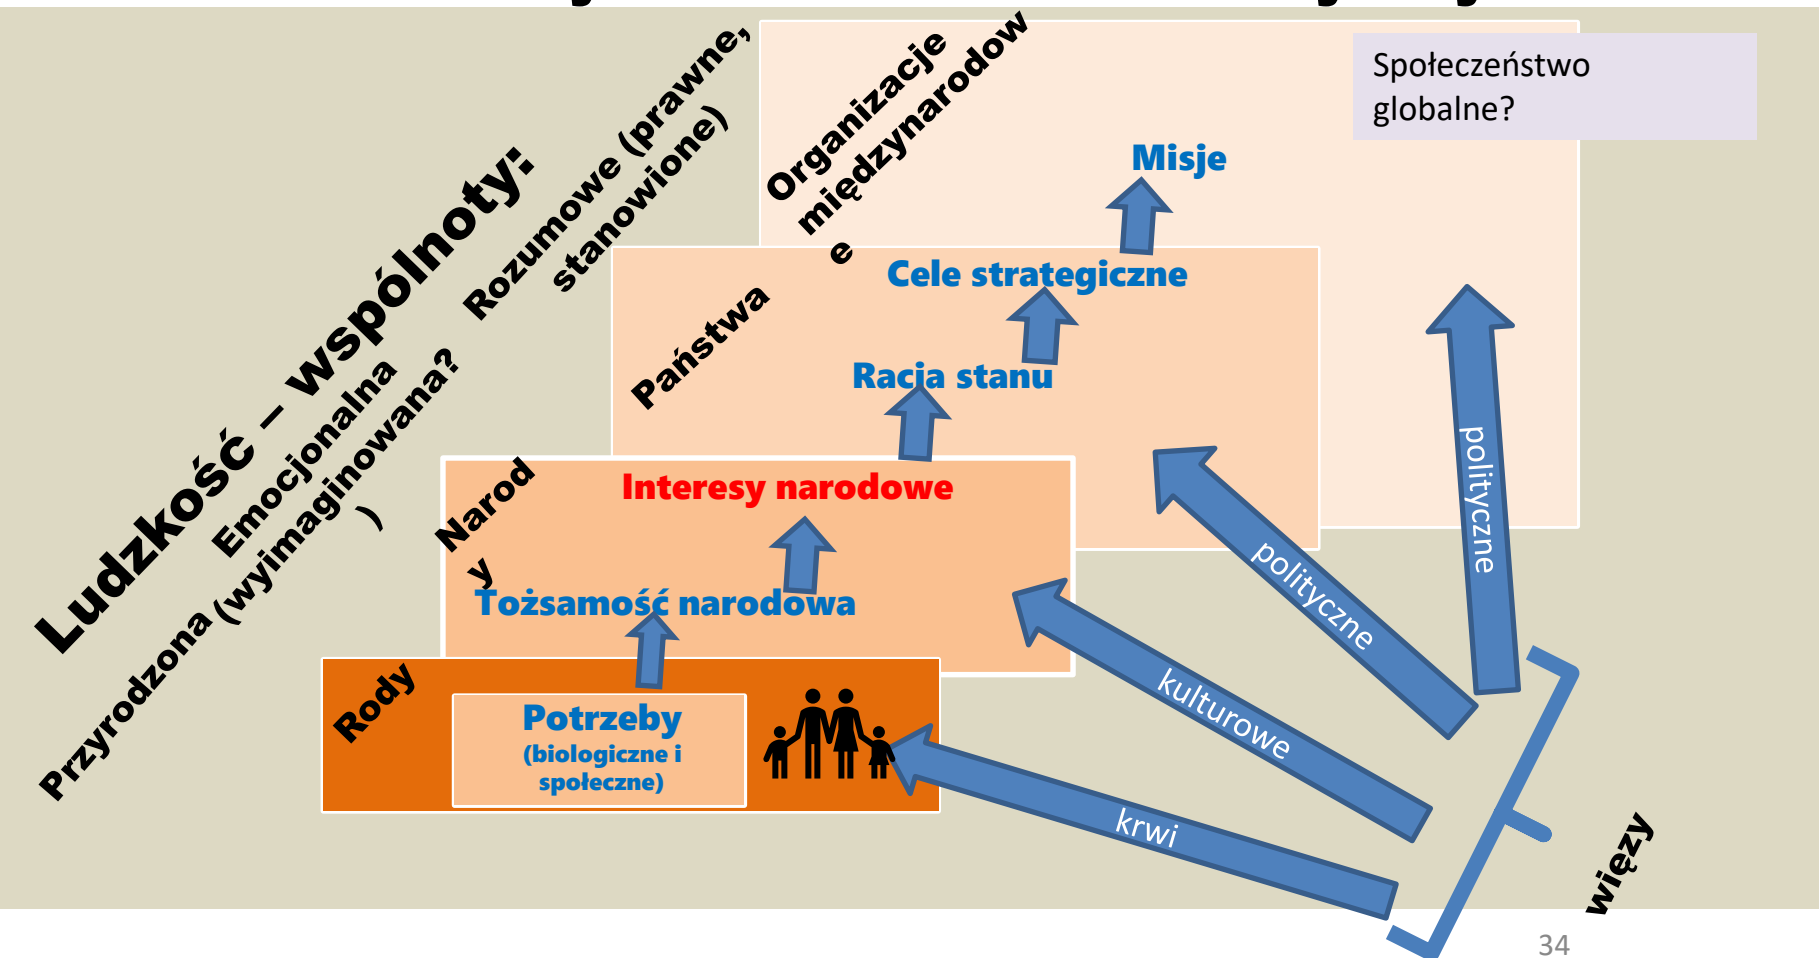 Społeczeństwo
globalne?
Organizacje
międzynarodow
e
Misje
Rozumowe (prawne,
stanowione)
Ludzkość – wspólnoty:
Cele strategiczne
Państwa
Racja stanu
Emocjonalna
(wyimaginowana?
)
Przyrodzona
Narod
y
Interesy narodowe
Tożsamość narodowa
Rody
Potrzeby
(biologiczne i
społeczne)
polityczne
polityczne
kulturowe
krwi
więzy
34